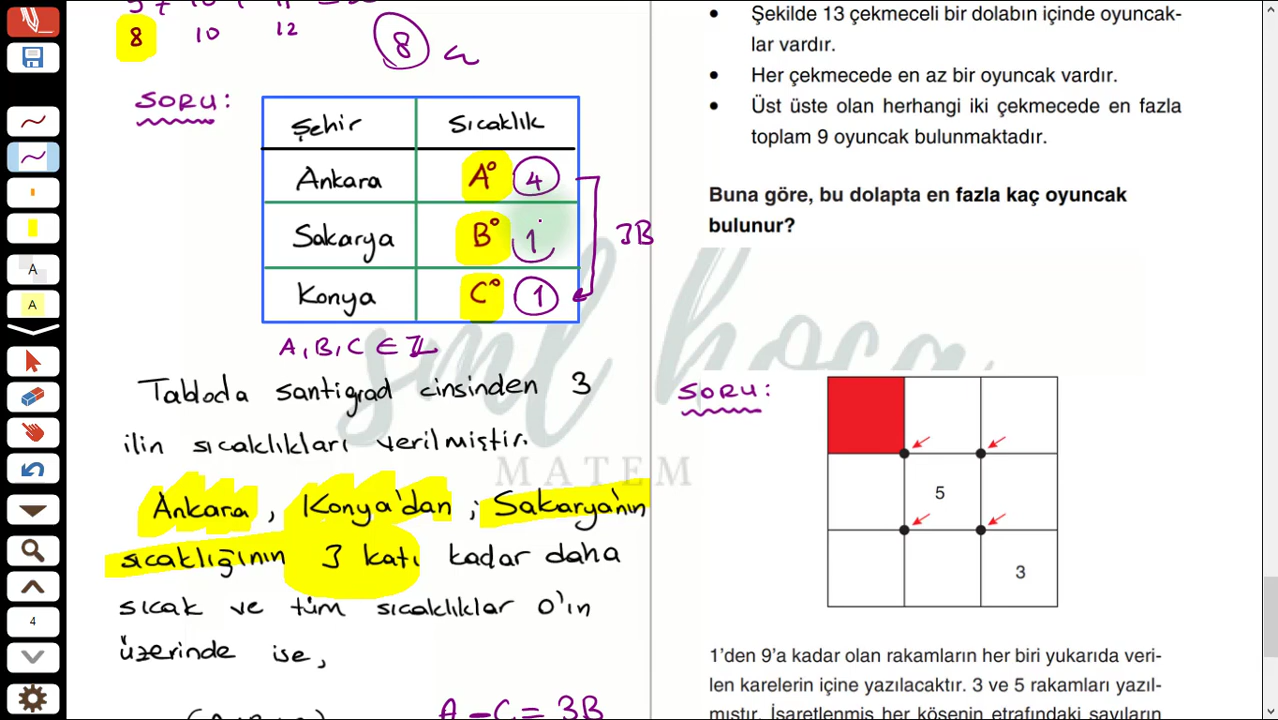 8 10 12 8
SORU:
Şehir Sıcaklık
Ankara A° 4
Sakarya B° 1
Konya C° 1
3B
A, B, C ∈ Z
Tabloda santigrad cinsinden 3
ilin sıcaklıkları verilmiştir.
Ankara, Konya'dan ; Sakarya'nın
sıcaklığının 3 katı kadar daha
sıcak ve tüm sıcaklıklar 0'ın
üzerinde ise,
A - C = 3B
• Şekilde 13 çekmeceli bir dolabın içinde oyuncak-
lar vardır.
• Her çekmecede en az bir oyuncak vardır.
• Üst üste olan herhangi iki çekmecede en fazla
toplam 9 oyuncak bulunmaktadır.
Buna göre, bu dolapta en fazla kaç oyuncak
bulunur?
SORU:
5
3
1'den 9'a kadar olan rakamların her biri yukarıda veri-
len karelerin içine yazılacaktır. 3 ve 5 rakamları yazıl-
mıştır. İşaretlenmiş her köşenin etrafındaki sayıların
MATEM
A
A
4